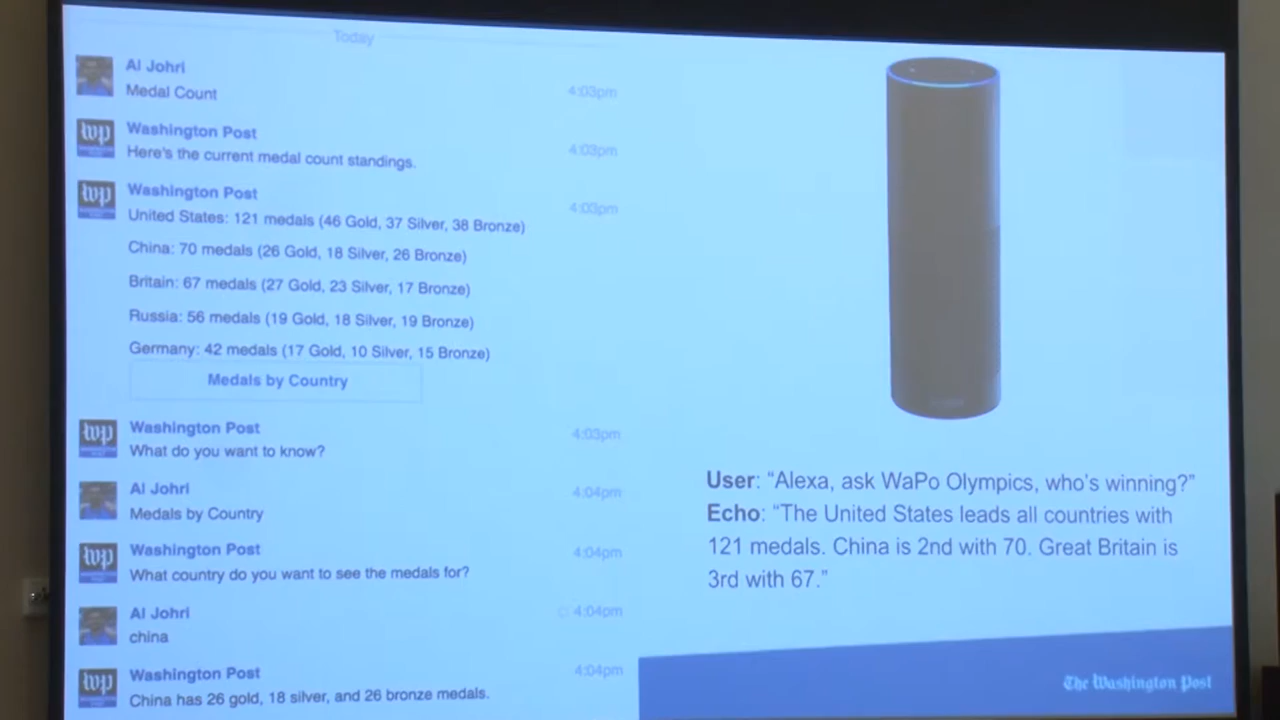 Today
Al Johri
Medal Count
4:03pm
wp
Washington Post
Here's the current medal count standings.
4:03pm
wp
Washington Post
4:03pm
United States: 121 medals (46 Gold, 37 Silver, 38 Bronze)
China: 70 medals (26 Gold, 18 Silver, 26 Bronze)
Britain: 67 medals (27 Gold, 23 Silver, 17 Bronze)
Russia: 56 medals (19 Gold, 18 Silver, 19 Bronze)
Germany: 42 medals (17 Gold, 10 Silver, 15 Bronze)
Medals by Country
wp
Washington Post
What do you want to know?
4:03pm
Al Johri
Medals by Country
4:04pm
wp
Washington Post
What country do you want to see the medals for?
4:04pm
Al Johri
china
4:04pm
wp
Washington Post
China has 26 gold, 18 silver, and 26 bronze medals.
4:04pm
User: “Alexa, ask WaPo Olympics, who's winning?”
Echo: “The United States leads all countries with
121 medals. China is 2nd with 70. Great Britain is
3rd with 67.”
The Washington Post